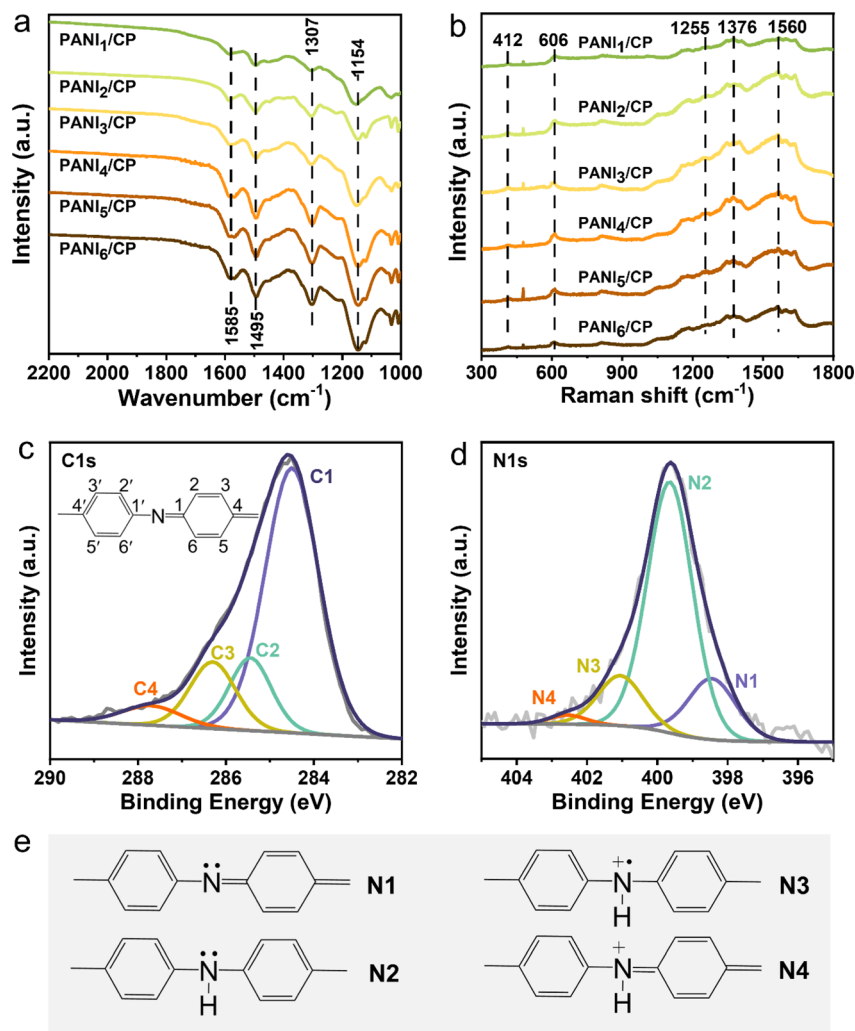 a
PANI1/CP
PANI2/CP
PANI3/CP
PANI4/CP
PANI5/CP
PANI6/CP
1307
1154
1585
1495
Intensity (a.u.)
2200 2000 1800 1600 1400 1200 1000
Wavenumber (cm-1)
b
412 606 1255 1376 1560
PANI1/CP
PANI2/CP
PANI3/CP
PANI4/CP
PANI5/CP
PANI6/CP
Intensity (a.u.)
300 600 900 1200 1500 1800
Raman shift (cm-1)
c
C1s
3′ 2′ 2 3
4′ 1′ N 1 4
5′ 6′ 6 5
C1
C2
C3
C4
Intensity (a.u.)
290 288 286 284 282
Binding Energy (eV)
d
N1s
N2
N3
N1
N4
Intensity (a.u.)
404 402 400 398 396
Binding Energy (eV)
e
N N1
N H N2
+ N H N3
+ N H N4